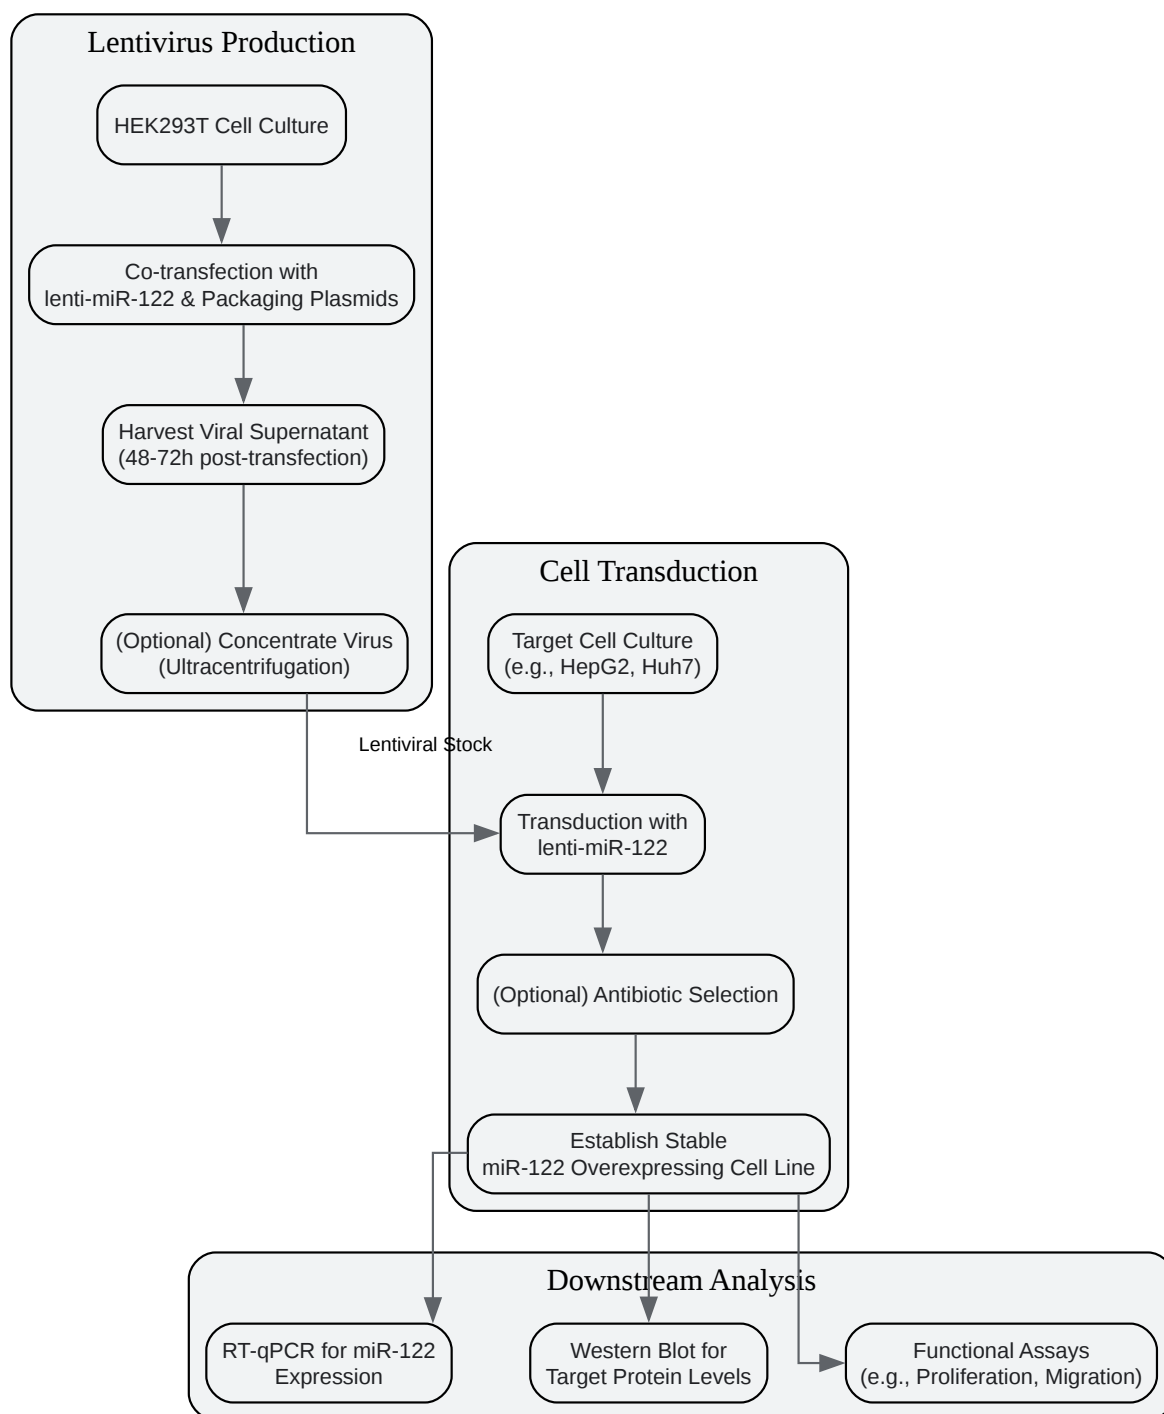 Lentivirus Production
HEK293T Cell Culture
Co-transfection with
lenti-miR-122 & Packaging Plasmids
Harvest Viral Supernatant
(48-72h post-transfection)
(Optional) Concentrate Virus
(Ultracentrifugation)
Lentiviral Stock
Cell Transduction
Target Cell Culture
(e.g., HepG2, Huh7)
Transduction with
lenti-miR-122
(Optional) Antibiotic Selection
Establish Stable
miR-122 Overexpressing Cell Line
Downstream Analysis
RT-qPCR for miR-122
Expression
Western Blot for
Target Protein Levels
Functional Assays
(e.g., Proliferation, Migration)